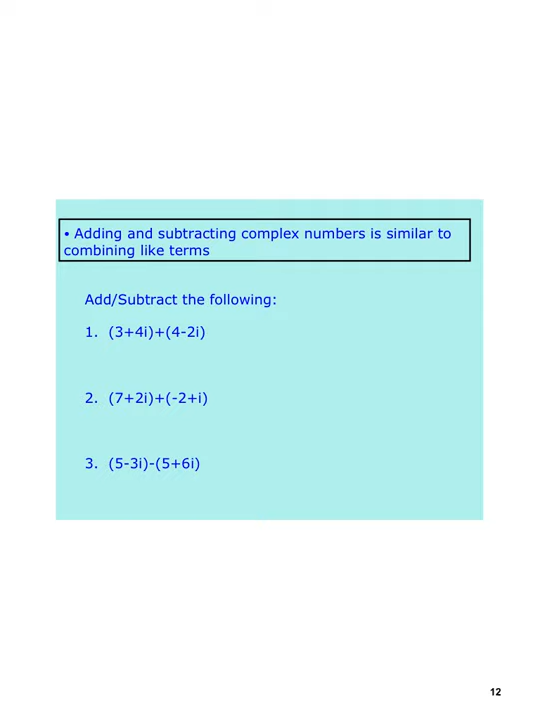 • Adding and subtracting complex numbers is similar to
combining like terms
Add/Subtract the following:
1. (3+4i)+(4-2i)
2. (7+2i)+(-2+i)
3. (5-3i)-(5+6i)
12